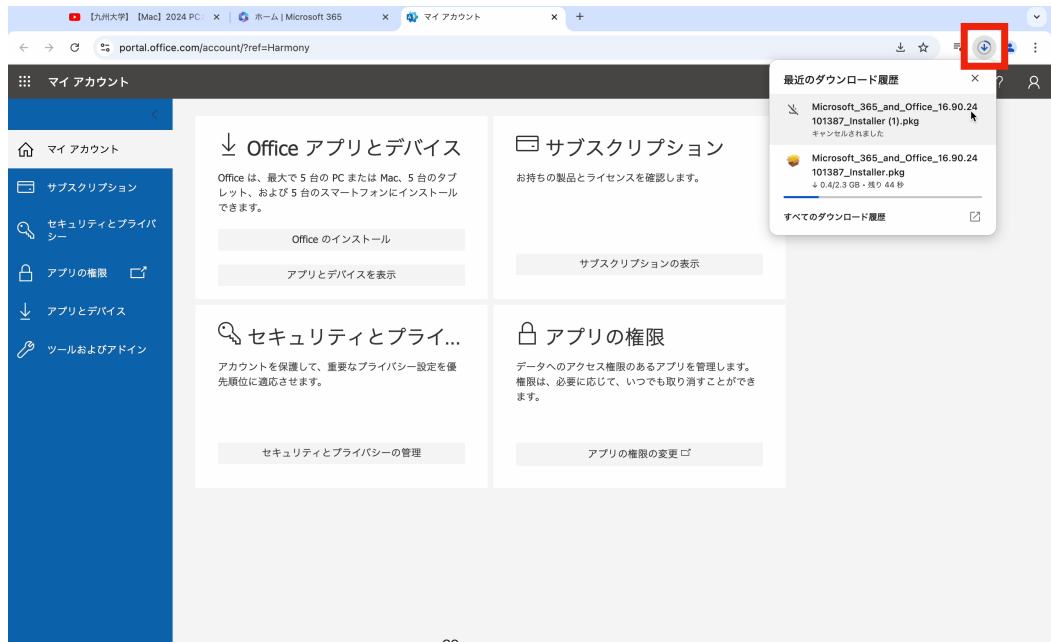 【九州大学】【Mac】2024 PC
ホーム | Microsoft 365
マイ アカウント
portal.office.com/account/?ref=Harmony
マイ アカウント
?
最近のダウンロード履歴
Microsoft_365_and_Office_16.90.24
101387_Installer (1).pkg
キャンセルされました
Microsoft_365_and_Office_16.90.24
101387_Installer.pkg
↓ 0.4/2.3 GB・残り 44 秒
すべてのダウンロード履歴
マイ アカウント
サブスクリプション
セキュリティとプライバ
シー
アプリの権限
アプリとデバイス
ツールおよびアドイン
Office アプリとデバイス
Office は、最大で 5 台の PC または Mac、5 台のタブ
レット、および 5 台のスマートフォンにインストール
できます。
Office のインストール
アプリとデバイスを表示
サブスクリプション
お持ちの製品とライセンスを確認します。
サブスクリプションの表示
セキュリティとプライ...
アカウントを保護して、重要なプライバシー設定を優
先順位に適応させます。
セキュリティとプライバシーの管理
アプリの権限
データへのアクセス権限のあるアプリを管理します。
権限は、必要に応じて、いつでも取り消すことができ
ます。
アプリの権限の変更